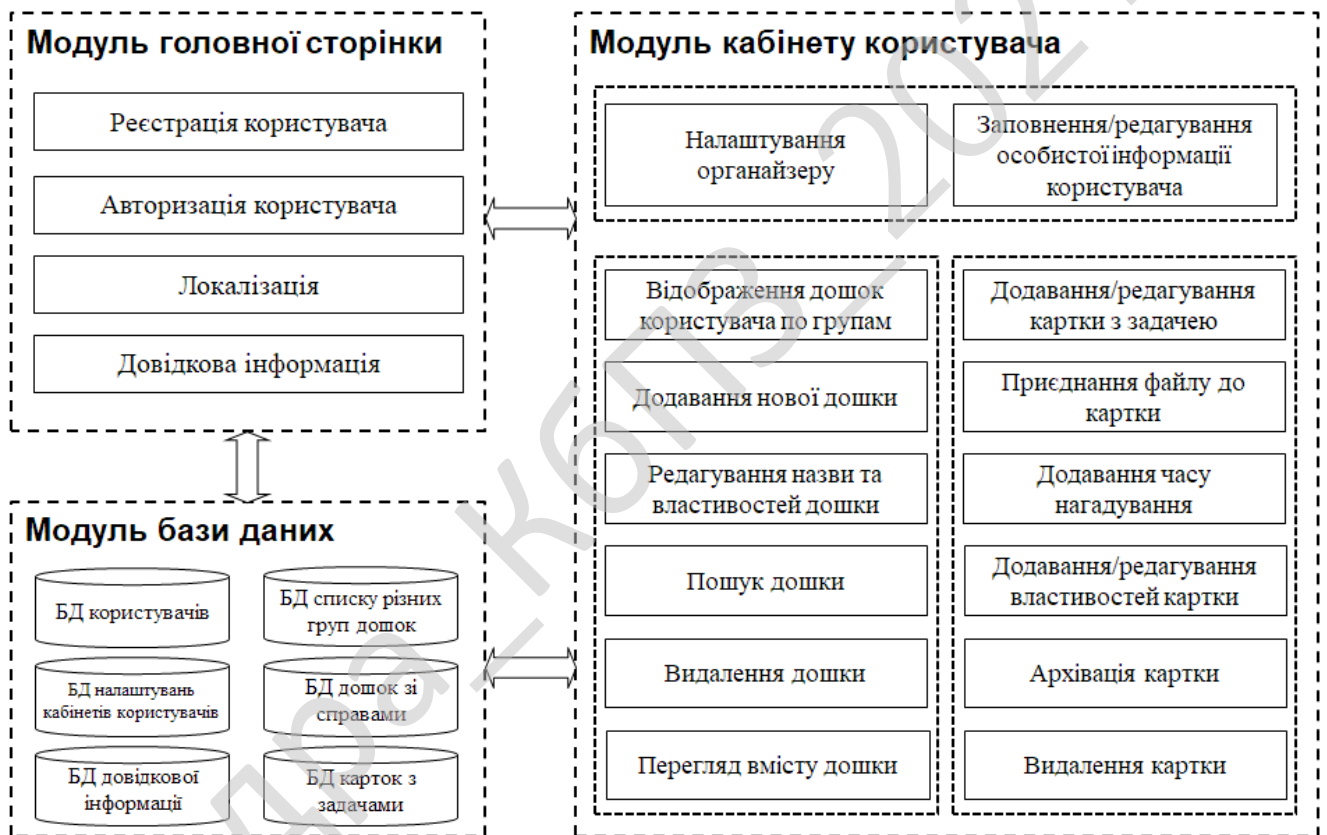 Модуль головної сторінки
Реєстрація користувача
Авторизація користувача
Локалізація
Довідкова інформація
Модуль бази даних
БД користувачів
БД списку різних
груп дошок
БД налаштувань
кабінетів користувачів
БД дошок зі
справами
БД довідкової
інформації
БД карток з
задачами
Модуль кабінету користувача
Налаштування
органайзеру
Заповнення/редагування
особистої інформації
користувача
Відображення дошок
користувача по групам
Додавання нової дошки
Редагування назви та
властивостей дошки
Пошук дошки
Видалення дошки
Перегляд вмісту дошки
Додавання/редагування
картки з задачею
Приєднання файлу до
картки
Додавання часу
нагадування
Додавання/редагування
властивостей картки
Архівація картки
Видалення картки